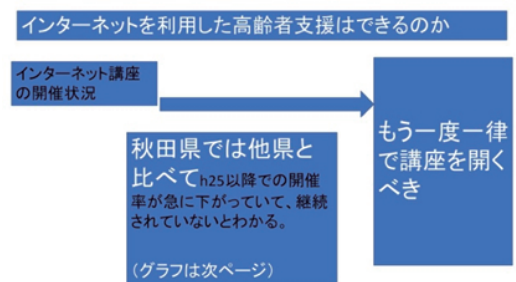 インターネットを利用した高齢者支援はできるのか
インターネット講座
の開催状況
秋田県では他県と
比べてh25以降での開催
率が急に下がっていて、継続
されていないとわかる。
(グラフは次ページ)
もう一度一律
で講座を開く
べき